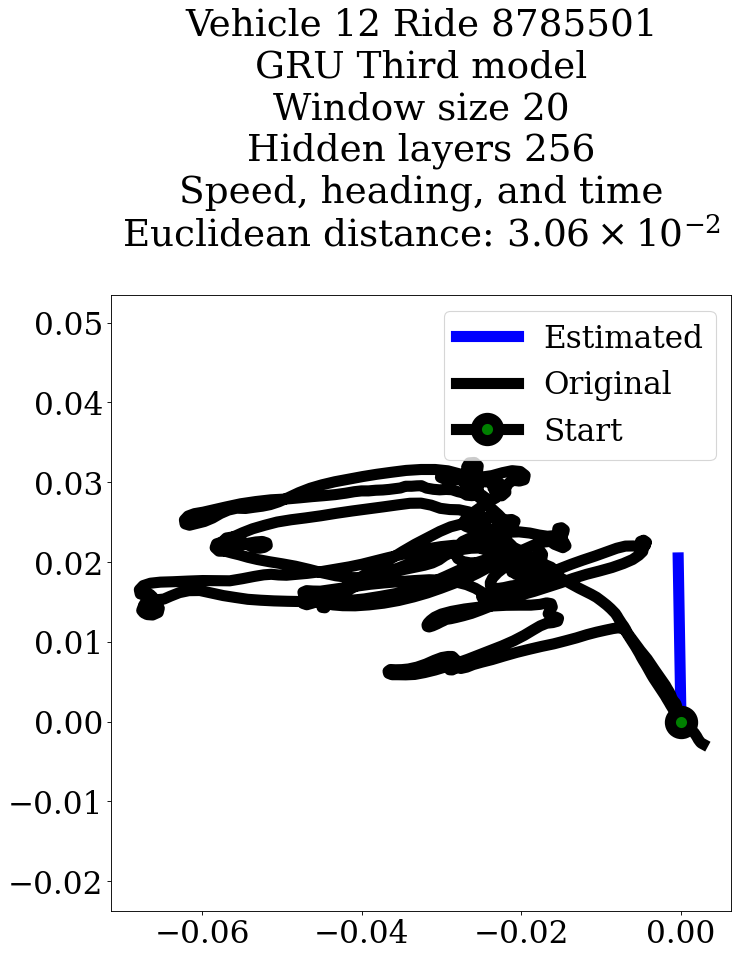 Vehicle 12 Ride 8785501
GRU Third model
Window size 20
Hidden layers 256
Speed, heading, and time
Euclidean distance: 3.06 × 10⁻²
Estimated
Original
Start
0.05
0.04
0.03
0.02
0.01
0.00
−0.01
−0.02
−0.06
−0.04
−0.02
0.00